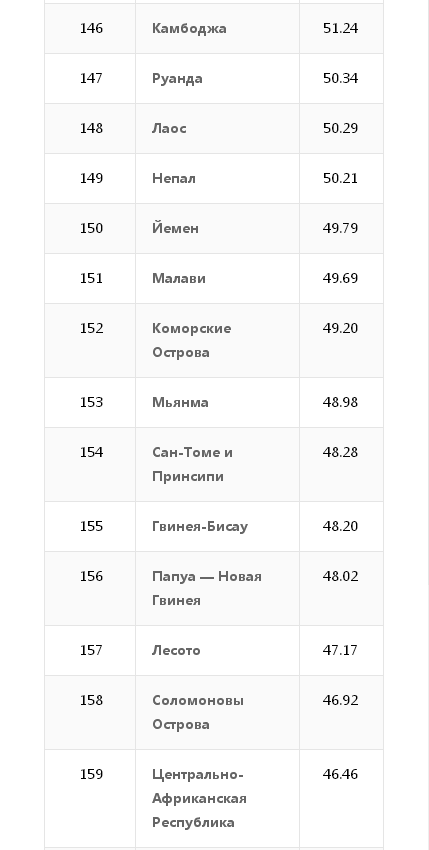 146 Камбоджа 51.24
147 Руанда 50.34
148 Лаос 50.29
149 Непал 50.21
150 Йемен 49.79
151 Малави 49.69
152 Коморские 49.20
Острова
153 Мьянма 48.98
154 Сан-Томе и 48.28
Принсипи
155 Гвинея-Бисау 48.20
156 Папуа — Новая 48.02
Гвинея
157 Лесото 47.17
158 Соломоновы 46.92
Острова
159 Центрально- 46.46
Африканская
Республика